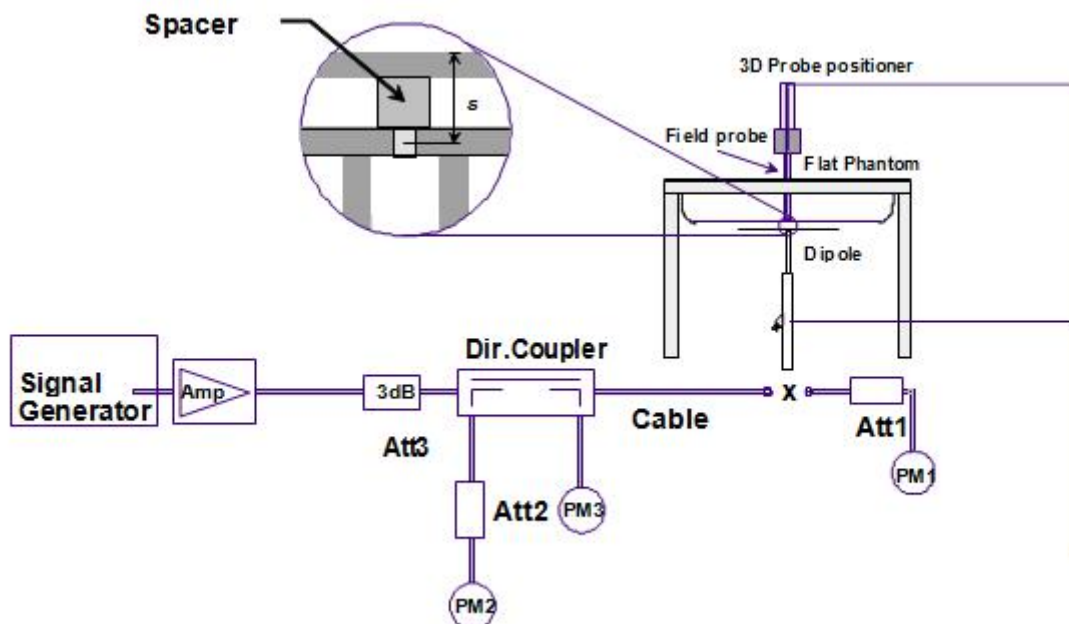 Spacer
s
3D Probe positioner
Field probe
Flat Phantom
Dipole
Signal
Generator
Amp
3dB
Att3
Dir.Coupler
Cable
x
Att1
PM1
Att2
PM3
PM2